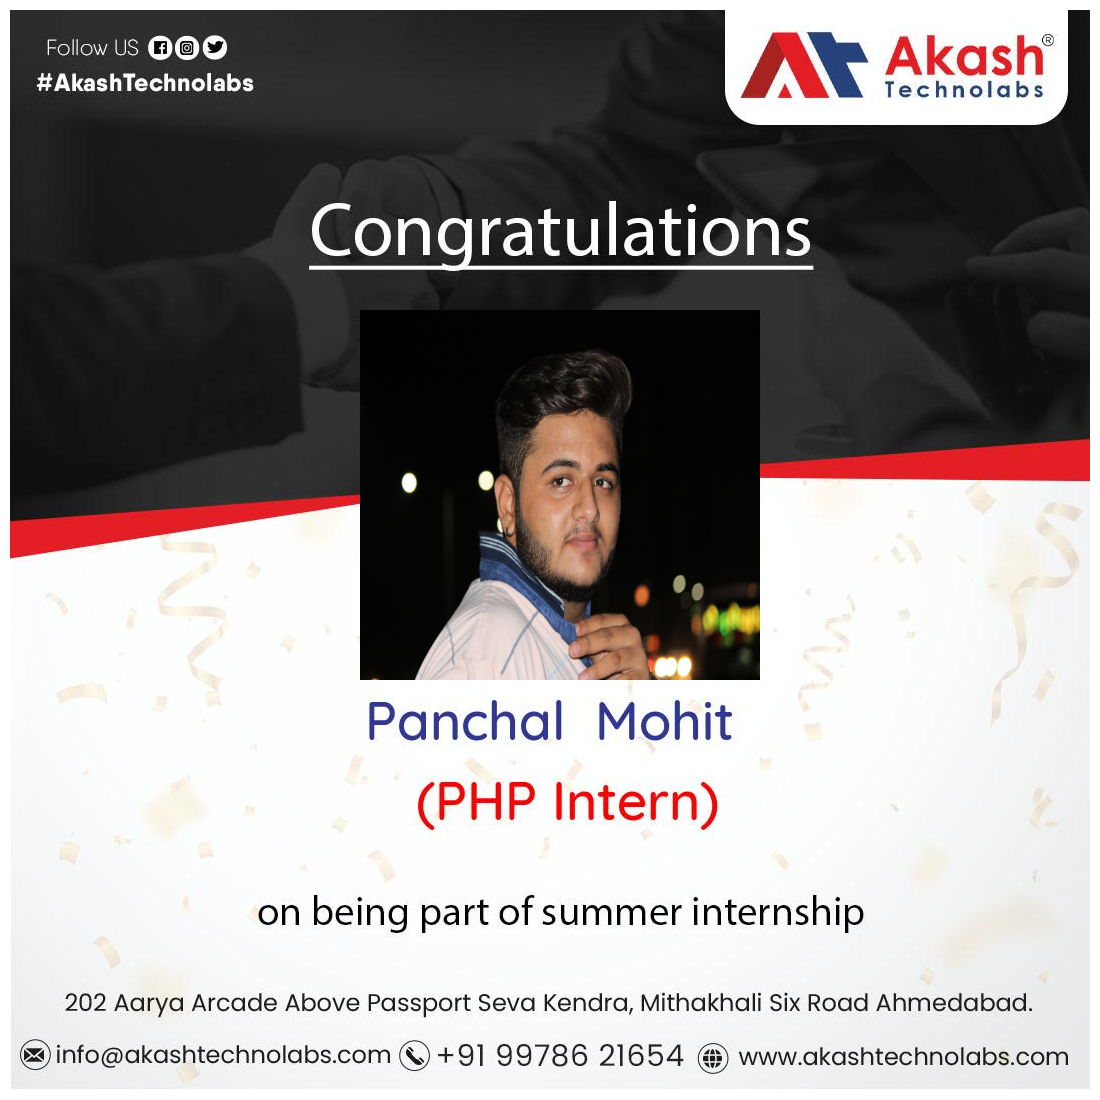 Follow US
#AkashTechnolabs
Akash®
Technolabs
Congratulations
Panchal Mohit
(PHP Intern)
on being part of summer internship
202 Aarya Arcade Above Passport Seva Kendra, Mithakhali Six Road Ahmedabad.
info@akashtechnolabs.com +91 99786 21654 www.akashtechnolabs.com